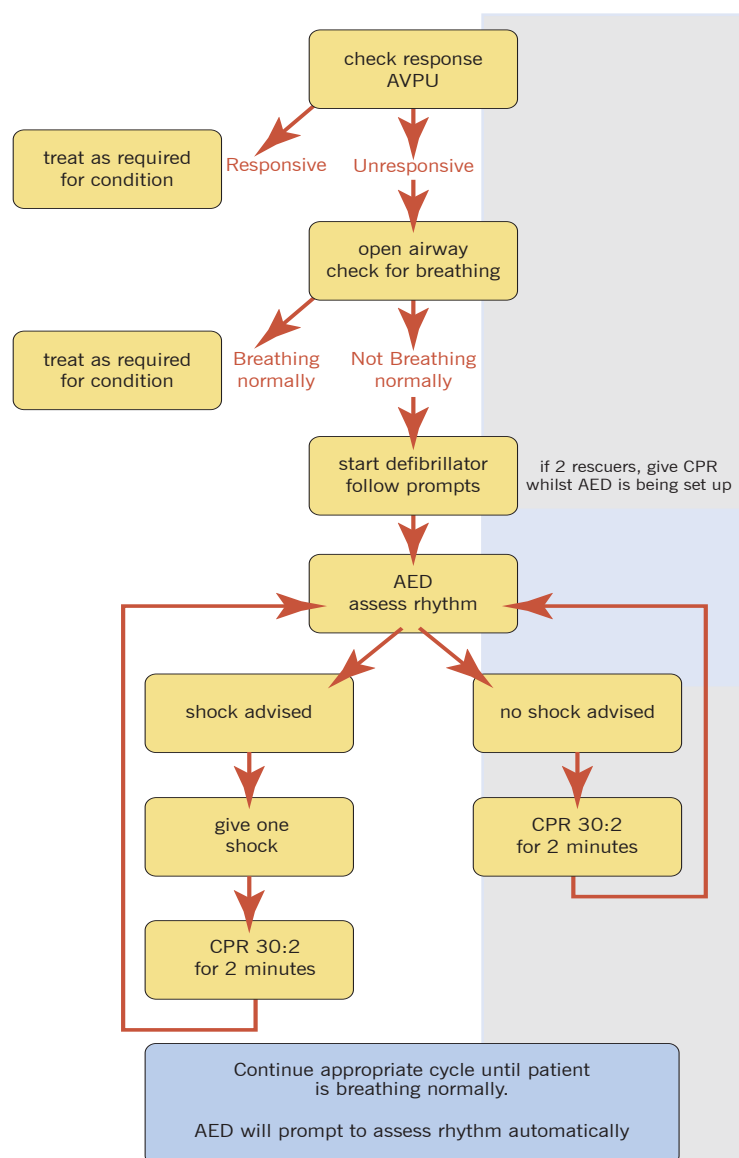 check response
AVPU
treat as required
for condition
Responsive
Unresponsive
open airway
check for breathing
treat as required
for condition
Breathing
normally
Not Breathing
normally
start defibrillator
follow prompts
if 2 rescuers, give CPR
whilst AED is being set up
AED
assess rhythm
shock advised
no shock advised
give one
shock
CPR 30:2
for 2 minutes
CPR 30:2
for 2 minutes
Continue appropriate cycle until patient
is breathing normally.
AED will prompt to assess rhythm automatically